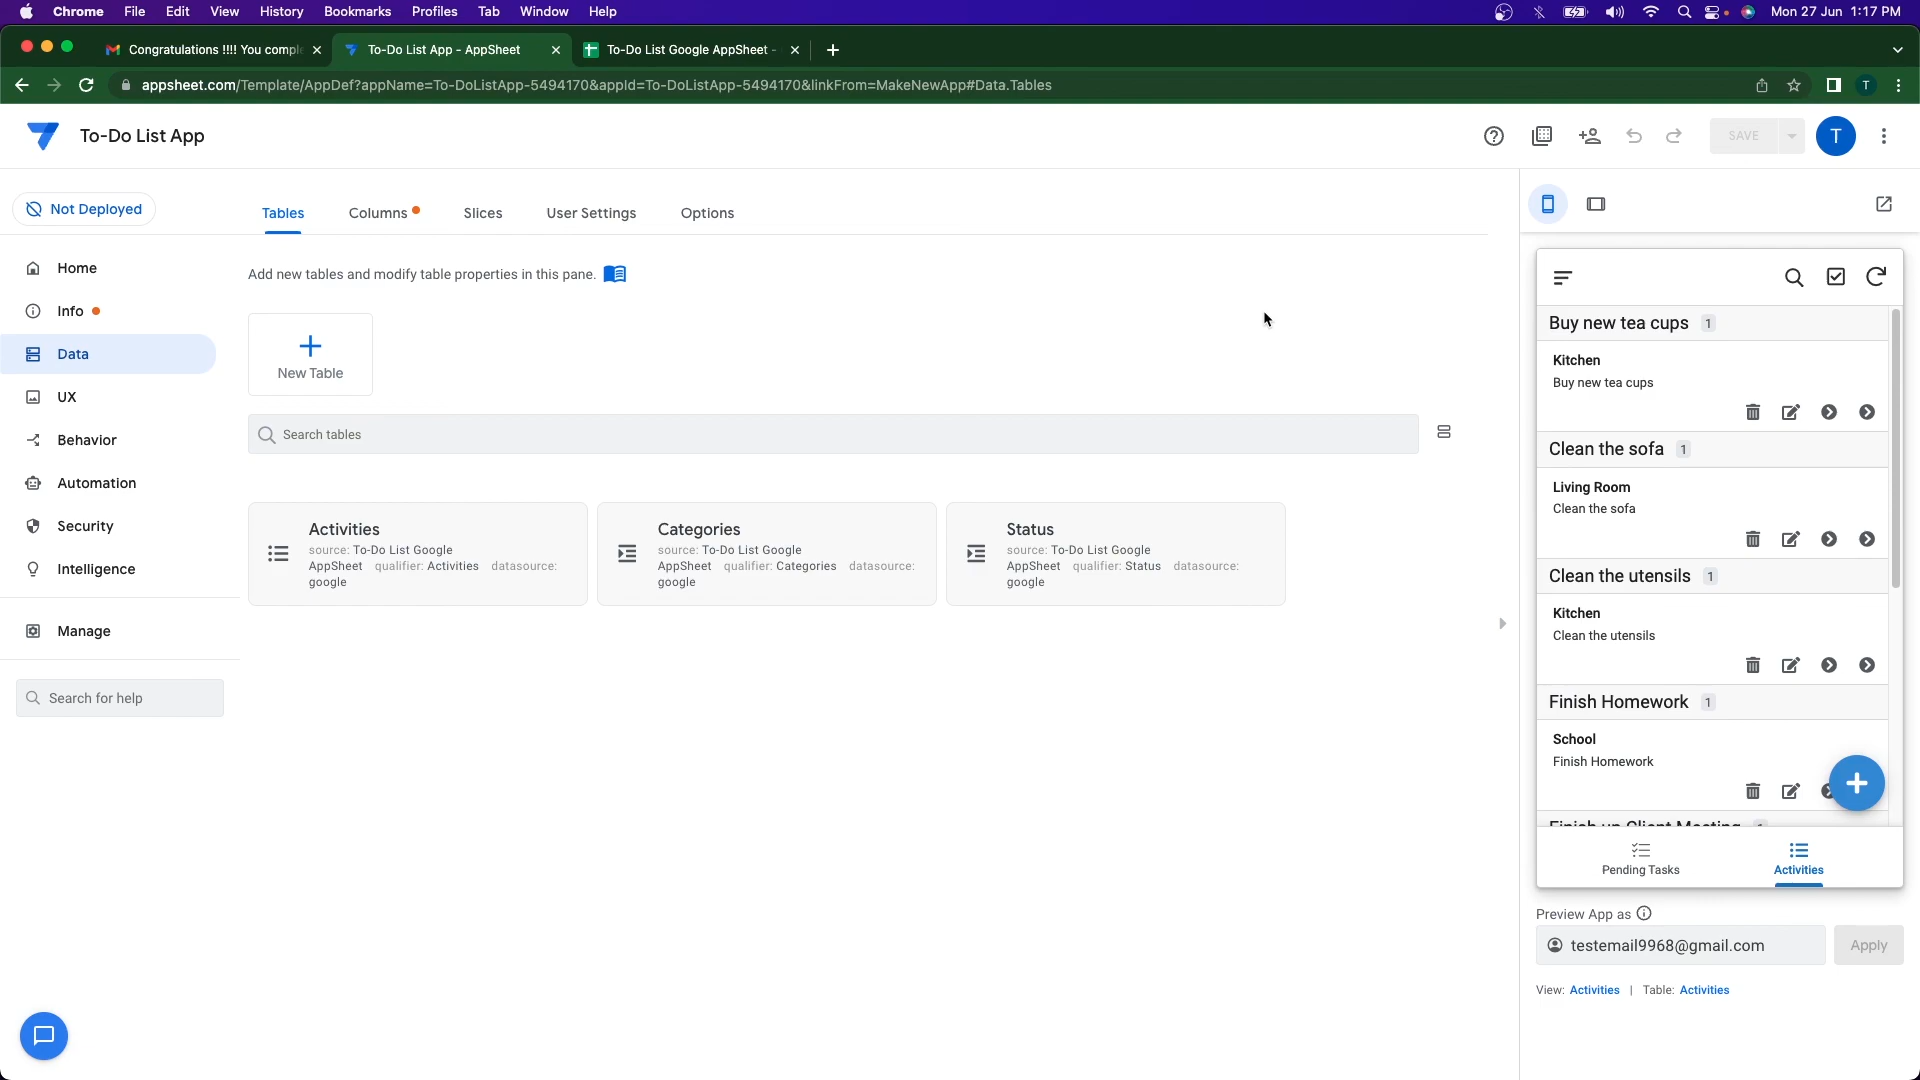 Chrome File Edit View History Bookmarks Profiles Tab Window Help Mon 27 Jun 1:17 PM
Congratulations !!!! You comple To-Do List App - AppSheet To-Do List Google AppSheet -
appsheet.com/Template/AppDef?appName=To-DoListApp-5494170&appId=To-DoListApp-5494170&linkFrom=MakeNewApp#Data.Tables T
To-Do List App SAVE T
Not Deployed
Tables Columns Slices User Settings Options
Home
Info
Data
UX
Behavior
Automation
Security
Intelligence
Manage
Search for help
Add new tables and modify table properties in this pane.
New Table
Search tables
Activities
source: To-Do List Google
AppSheet qualifier: Activities datasource:
google
Categories
source: To-Do List Google
AppSheet qualifier: Categories datasource:
google
Status
source: To-Do List Google
AppSheet qualifier: Status datasource:
google
Buy new tea cups 1
Kitchen
Buy new tea cups
Clean the sofa 1
Living Room
Clean the sofa
Clean the utensils 1
Kitchen
Clean the utensils
Finish Homework 1
School
Finish Homework
Finish up Client Meeting
Pending Tasks Activities
Preview App as
testemail9968@gmail.com Apply
View: Activities | Table: Activities